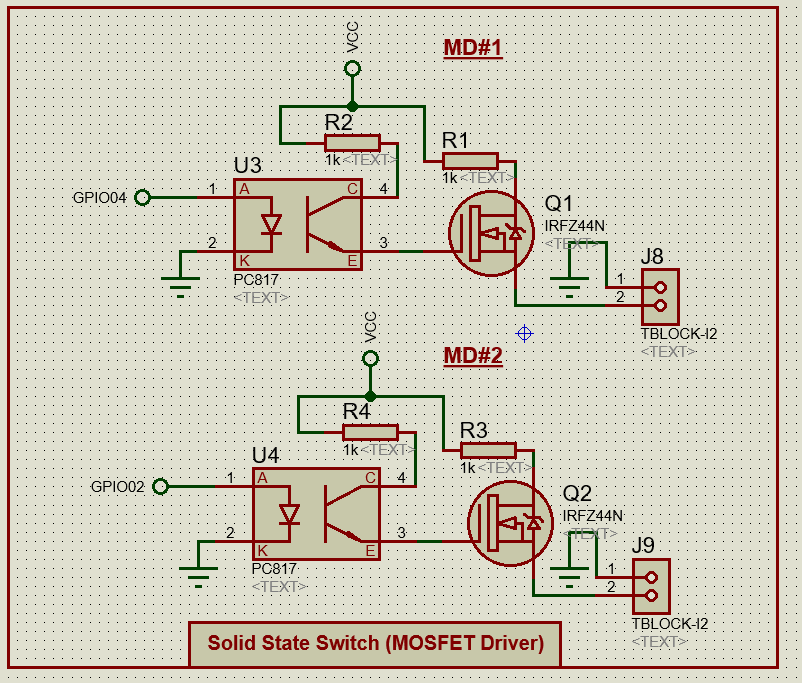 VCC
MD#1
R2
1k <TEXT>
R1
1k <TEXT>
U3
GPIO04
1
A
C
4
2
K
E
3
PC817
<TEXT>
Q1
IRFZ44N
<TEXT>
J8
1
2
TBLOCK-I2
<TEXT>
VCC
MD#2
R4
1k <TEXT>
R3
1k <TEXT>
U4
GPIO02
1
A
C
4
2
K
E
3
PC817
<TEXT>
Q2
IRFZ44N
<TEXT>
J9
1
2
TBLOCK-I2
<TEXT>
Solid State Switch (MOSFET Driver)